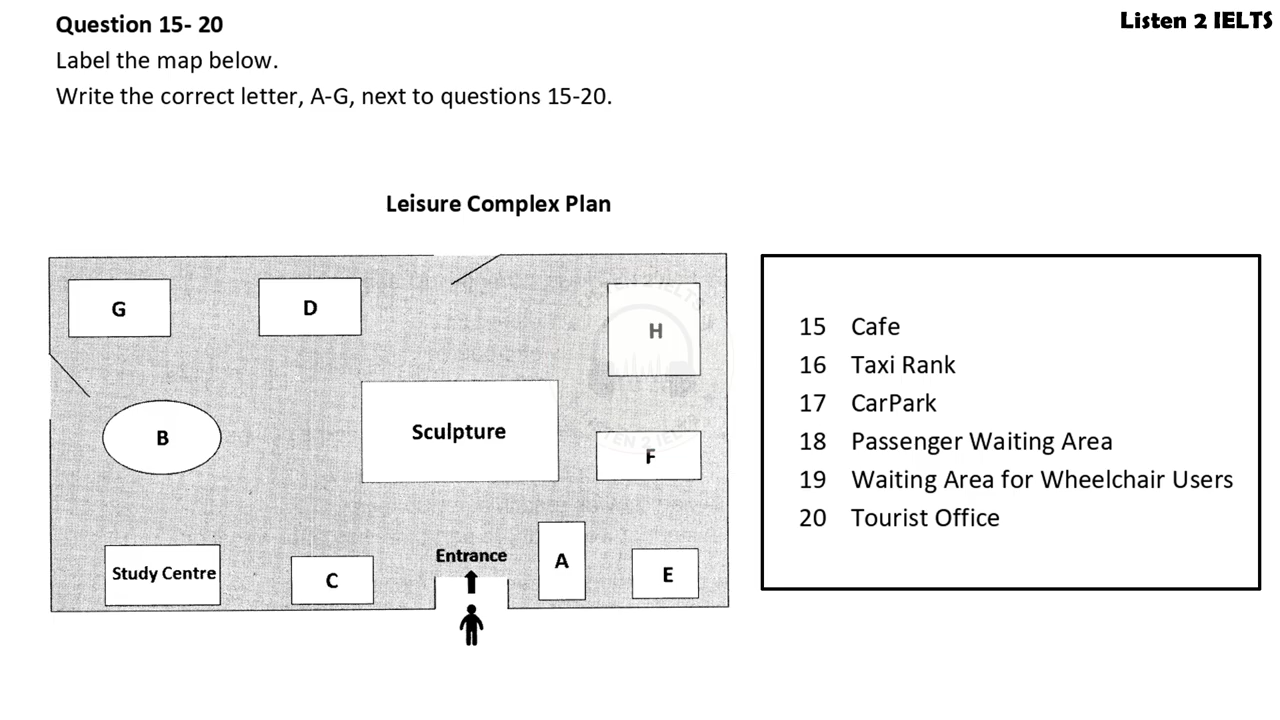 Question 15- 20
Listen 2 IELTS
Label the map below.
Write the correct letter, A-G, next to questions 15-20.
Leisure Complex Plan
G
D
H
B
Sculpture
F
Study Centre
C
Entrance
A
E
15 Cafe
16 Taxi Rank
17 CarPark
18 Passenger Waiting Area
19 Waiting Area for Wheelchair Users
20 Tourist Office